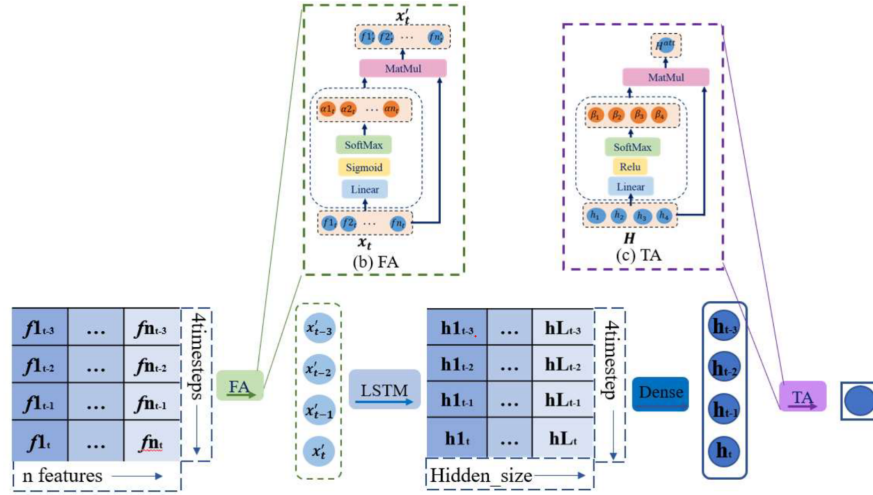 x′ₜ
f1′ₜ f2′ₜ ⋯ fn′ₜ
MatMul
α1ₜ α2ₜ ⋯ αnₜ
SoftMax
Sigmoid
Linear
f1ₜ f2ₜ ⋯ fnₜ
xₜ
(b) FA
Hᵃᵗᵗ
MatMul
β₁ β₂ β₃ β₄
SoftMax
Relu
Linear
h₁ h₂ h₃ h₄
H
(c) TA
f1t-3 … fnt-3
f1t-2 … fnt-2
f1t-1 … fnt-1
f1t … fnt
n features
4timesteps
FA
x′t-3
x′t-2
x′t-1
x′t
LSTM
h1t-3. … hLt-3
h1t-2 … hLt-2
h1t-1 … hLt-1
h1t … hLt
Hidden_size
4timestep
Dense
ht-3
ht-2
ht-1
ht
TA